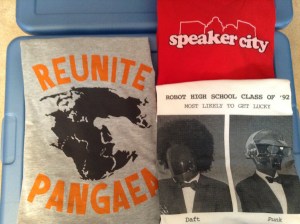 REUNITE
PANGAEA
speaker city
ROBOT HIGH SCHOOL CLASS OF '92
MOST LIKELY TO GET LUCKY
Daft
Punk